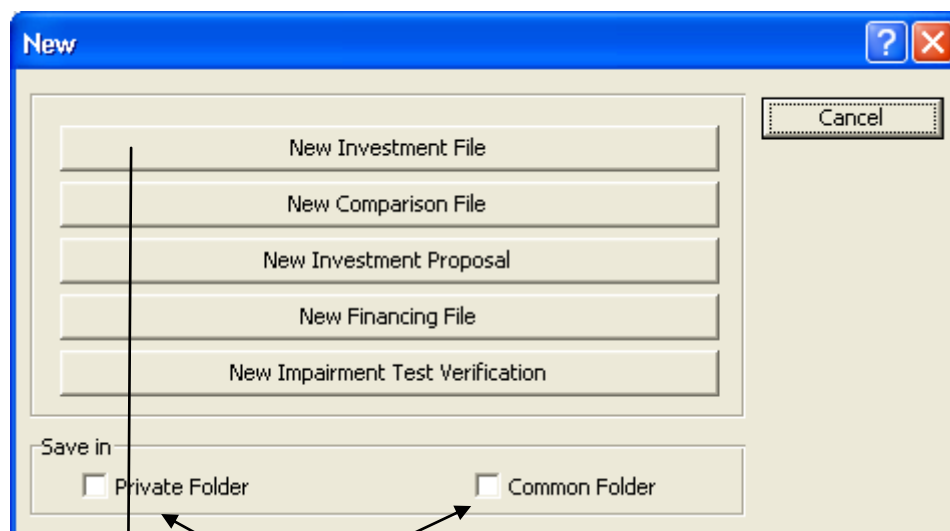 New
Cancel
New Investment File
New Comparison File
New Investment Proposal
New Financing File
New Impairment Test Verification
Save in
Private Folder
Common Folder